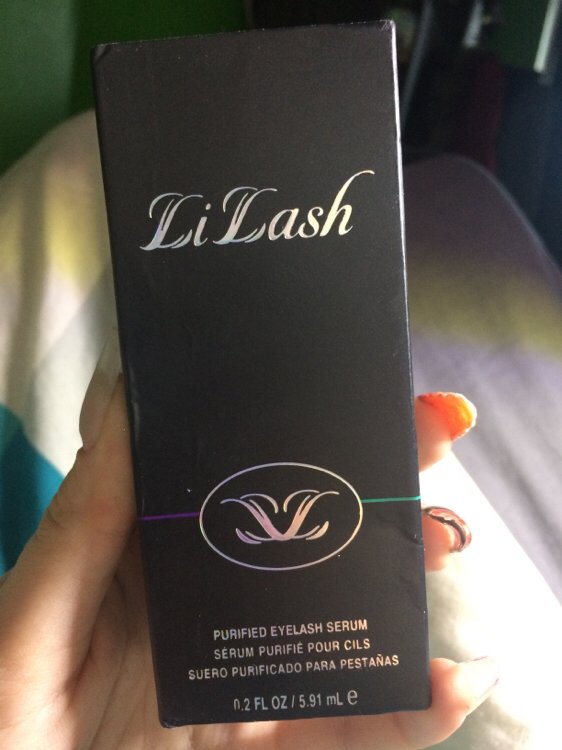 LiLash
PURIFIED EYELASH SERUM
SÉRUM PURIFIÉ POUR CILS
SUERO PURIFICADO PARA PESTAÑAS
0.2 FL OZ / 5.91 mL e